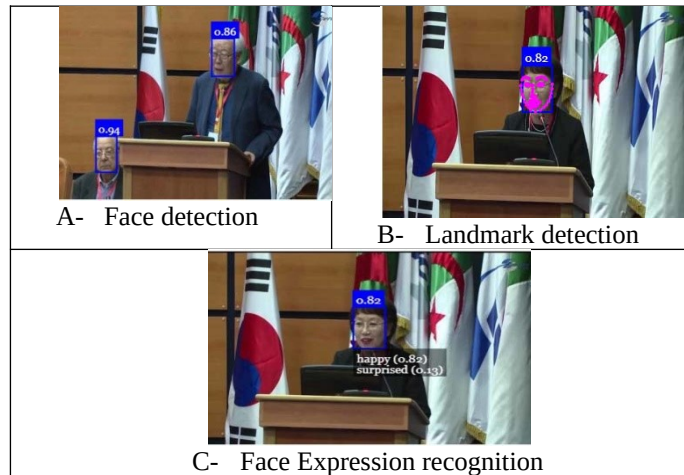 0.86
0.94
A- Face detection
0.82
B- Landmark detection
0.82
happy (0.82)
surprised (0.13)
C- Face Expression recognition